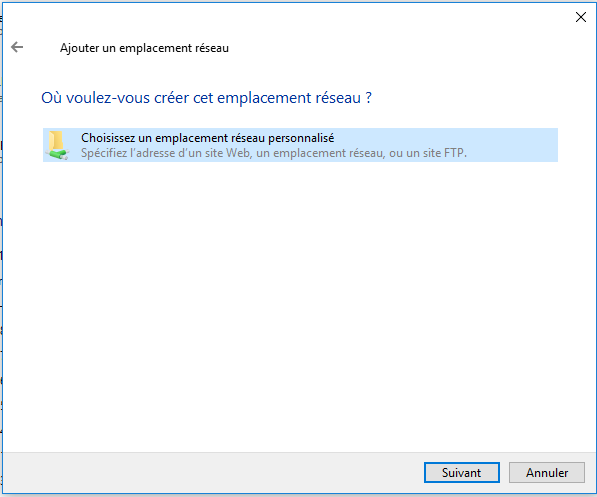 Ajouter un emplacement réseau
Où voulez-vous créer cet emplacement réseau ?
Choisissez un emplacement réseau personnalisé
Spécifiez l'adresse d'un site Web, un emplacement réseau, ou un site FTP.
Suivant
Annuler